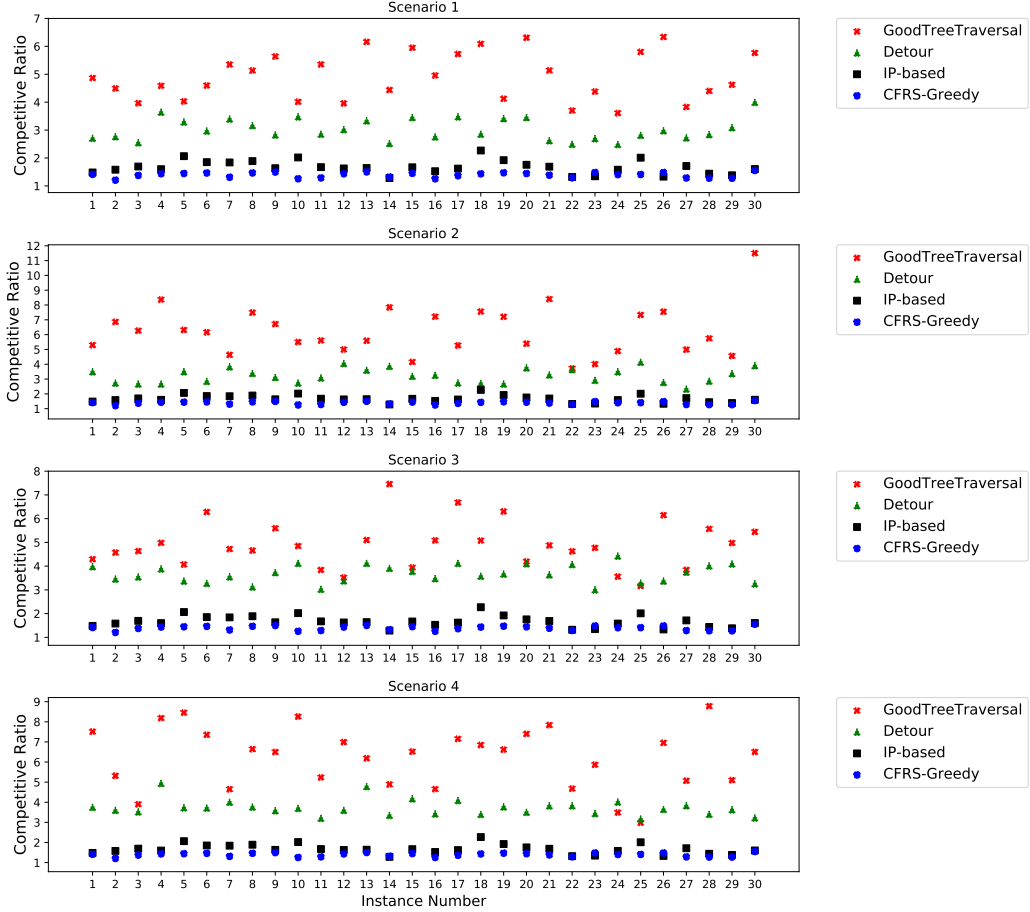 Scenario 1
Competitive Ratio
7
6
5
4
3
2
1
1 2 3 4 5 6 7 8 9 10 11 12 13 14 15 16 17 18 19 20 21 22 23 24 25 26 27 28 29 30
GoodTreeTraversal
Detour
IP-based
CFRS-Greedy
Scenario 2
Competitive Ratio
12
11
10
9
8
7
6
5
4
3
2
1
1 2 3 4 5 6 7 8 9 10 11 12 13 14 15 16 17 18 19 20 21 22 23 24 25 26 27 28 29 30
GoodTreeTraversal
Detour
IP-based
CFRS-Greedy
Scenario 3
Competitive Ratio
8
7
6
5
4
3
2
1
1 2 3 4 5 6 7 8 9 10 11 12 13 14 15 16 17 18 19 20 21 22 23 24 25 26 27 28 29 30
GoodTreeTraversal
Detour
IP-based
CFRS-Greedy
Scenario 4
Competitive Ratio
9
8
7
6
5
4
3
2
1
1 2 3 4 5 6 7 8 9 10 11 12 13 14 15 16 17 18 19 20 21 22 23 24 25 26 27 28 29 30
Instance Number
GoodTreeTraversal
Detour
IP-based
CFRS-Greedy